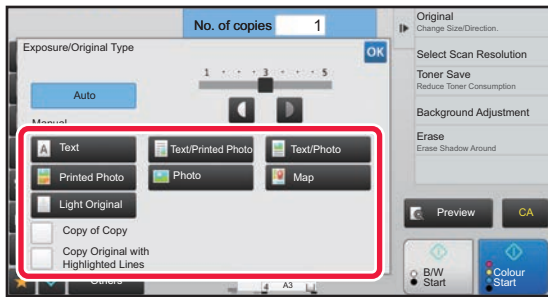 No. of copies 1
Exposure/Original Type
OK
1 3 5
Auto
Manual
Text
Text/Printed Photo
Text/Photo
Printed Photo
Photo
Map
Light Original
Copy of Copy
Copy Original with
Highlighted Lines
Others
4 A3
Original
Change Size/Direction.
Select Scan Resolution
Toner Save
Reduce Toner Consumption
Background Adjustment
Erase
Erase Shadow Around
Preview
CA
B/W
Start
Colour
Start